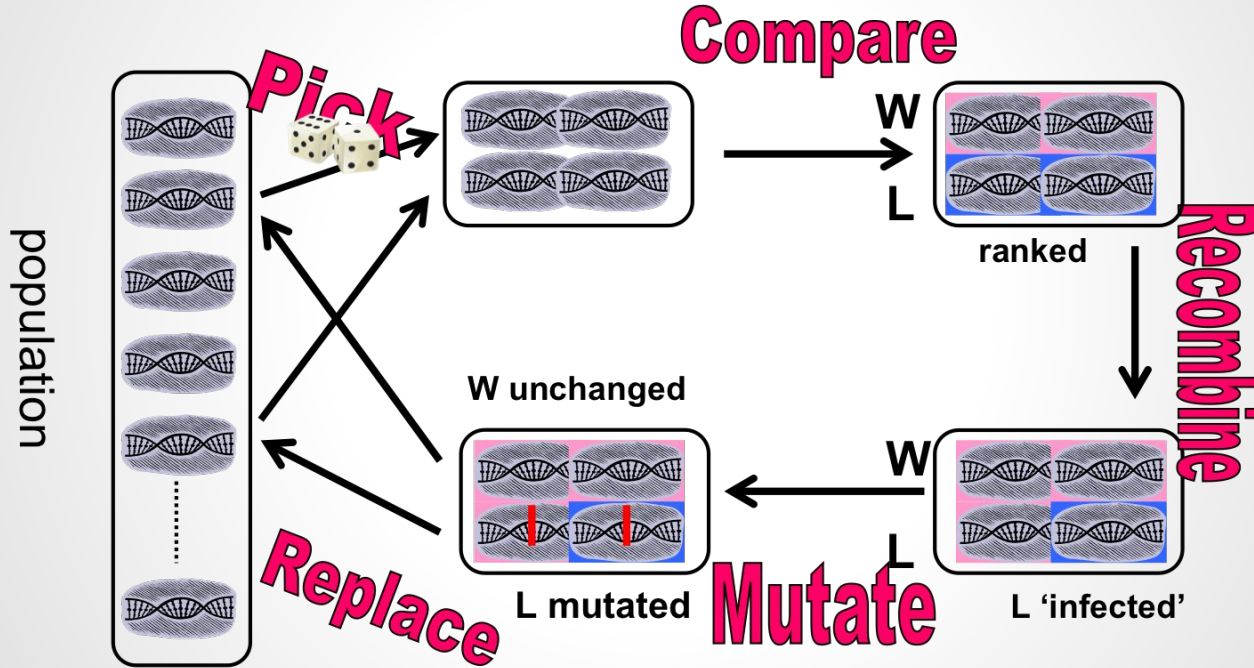 Compare
Pick
W
L
ranked
population
Recombine
W unchanged
W
L
Replace
L mutated
Mutate
L ‘infected’